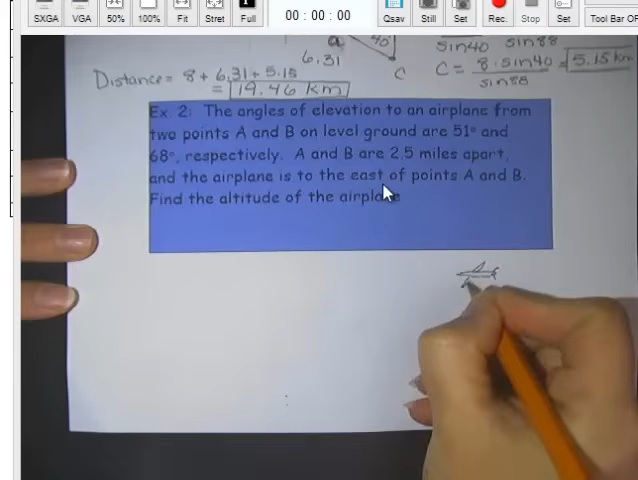 SXGA VGA 50% 100% Fit Stret Full 00 : 00 : 00 Qsav Still Set Rec. Stop Set Tool Bar OF
a 40° sin40 sin88
6.31 C C = 8·sin40 = 5.15 km
sin88
Distance = 8 + 6.31 + 5.15
= 19.46 km
Ex. 2: The angles of elevation to an airplane from
two points A and B on level ground are 51° and
68°, respectively. A and B are 2.5 miles apart,
and the airplane is to the east of points A and B.
Find the altitude of the airplane